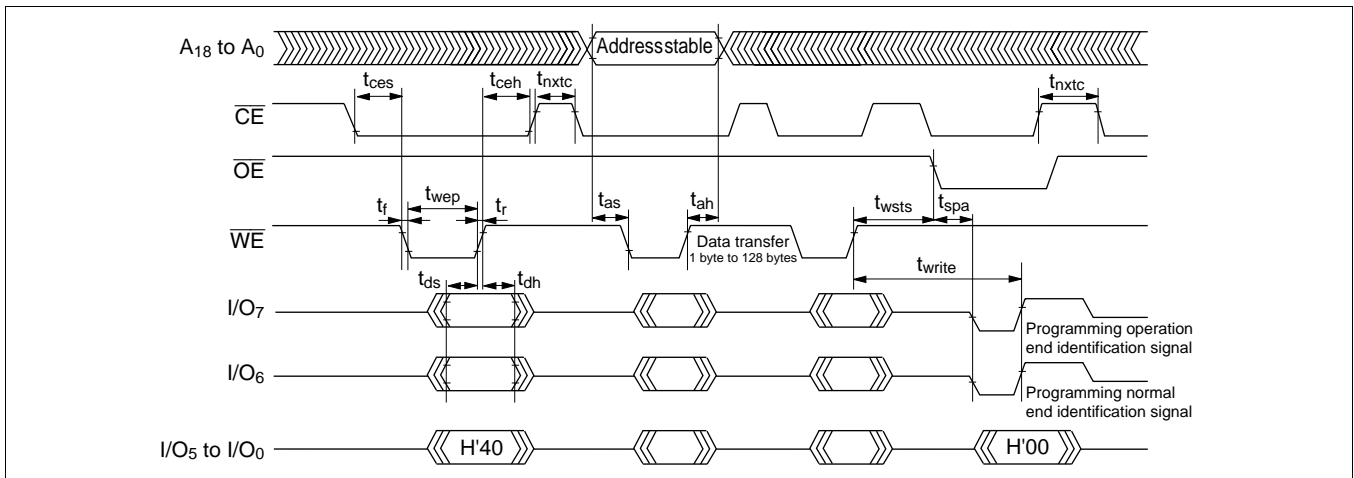 A18 to A0
Addressstable
tces
tceh
tnxtc
tnxtc
CE
OE
tf
twep
tr
tas
tah
twsts
tspa
WE
Data transfer
1 byte to 128 bytes
twrite
tds
tdh
I/O7
Programming operation
end identification signal
I/O6
Programming normal
end identification signal
I/O5 to I/O0
H'40
H'00